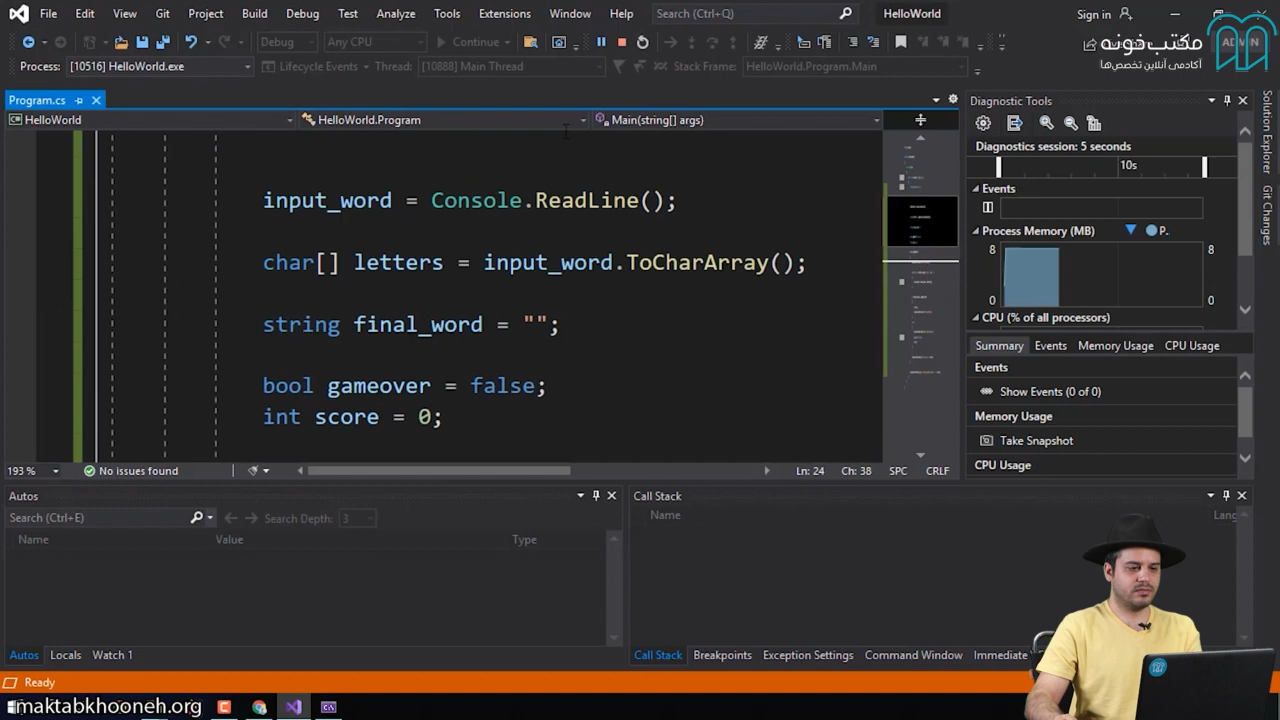 File Edit View Git Project Build Debug Test Analyze Tools Extensions Window Help Search (Ctrl+Q) HelloWorld Sign in
Debug Any CPU Continue ADMIN
مکتب‌خونه
آکادمی آنلاین تخصص‌ها
Process: [10516] HelloWorld.exe Lifecycle Events Thread: [10888] Main Thread Stack Frame: HelloWorld.Program.Main
Program.cs
HelloWorld HelloWorld.Program Main(string[] args)
input_word = Console.ReadLine();
char[] letters = input_word.ToCharArray();
string final_word = "";
bool gameover = false;
int score = 0;
193 % No issues found Ln: 24 Ch: 38 SPC CRLF
Diagnostic Tools
Diagnostics session: 5 seconds
10s
Events
Process Memory (MB) P.
8 8
0 0
CPU (% of all processors)
Summary Events Memory Usage CPU Usage
Events
Show Events (0 of 0)
Memory Usage
Take Snapshot
CPU Usage
Solution Explorer
Git Changes
Autos
Search (Ctrl+E) Search Depth: 3
Name Value Type
Autos Locals Watch 1
Call Stack
Name Lang
Call Stack Breakpoints Exception Settings Command Window Immediate
Ready
maktabkhooneh.org